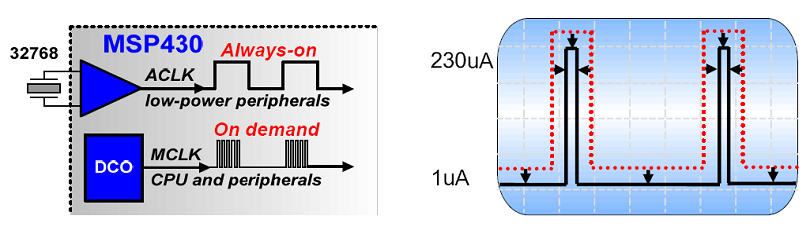 MSP430
32768
Always-on
ACLK
low-power peripherals
On demand
DCO
MCLK
CPU and peripherals
230uA
1uA